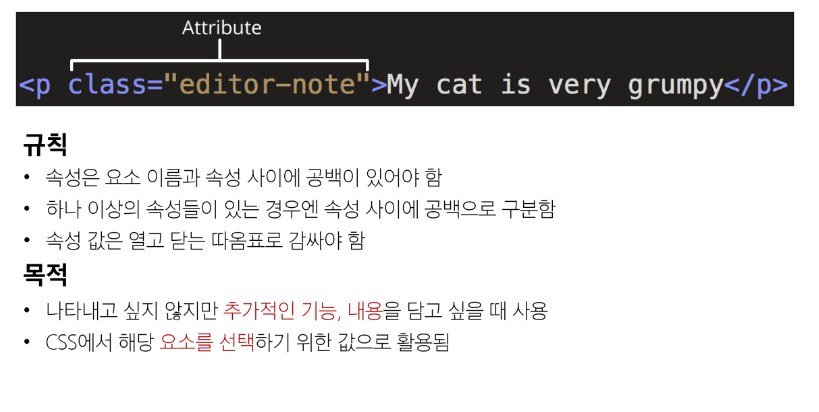 Attribute
<p class="editor-note">My cat is very grumpy</p>
규칙
• 속성은 요소 이름과 속성 사이에 공백이 있어야 함
• 하나 이상의 속성들이 있는 경우엔 속성 사이에 공백으로 구분함
• 속성 값은 열고 닫는 따옴표로 감싸야 함
목적
• 나타내고 싶지 않지만 추가적인 기능, 내용을 담고 싶을 때 사용
• CSS에서 해당 요소를 선택하기 위한 값으로 활용됨